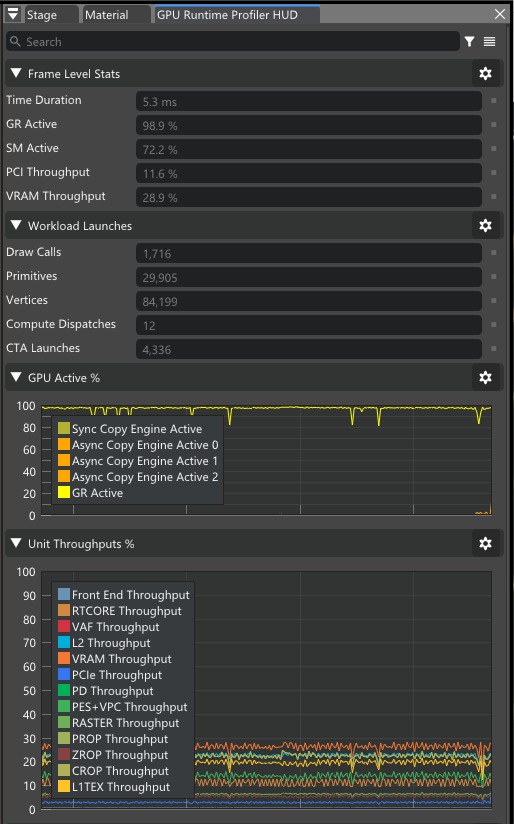 Stage Material GPU Runtime Profiler HUD
Search
Frame Level Stats
Time Duration 5.3 ms
GR Active 98.9 %
SM Active 72.2 %
PCI Throughput 11.6 %
VRAM Throughput 28.9 %
Workload Launches
Draw Calls 1,716
Primitives 29,905
Vertices 84,199
Compute Dispatches 12
CTA Launches 4,336
GPU Active %
100
80
60
40
20
0
Sync Copy Engine Active
Async Copy Engine Active 0
Async Copy Engine Active 1
Async Copy Engine Active 2
GR Active
Unit Throughputs %
100
90
80
70
60
50
40
30
20
10
0
Front End Throughput
RTCORE Throughput
VAF Throughput
L2 Throughput
VRAM Throughput
PCIe Throughput
PD Throughput
PES+VPC Throughput
RASTER Throughput
PROP Throughput
ZROP Throughput
CROP Throughput
L1TEX Throughput